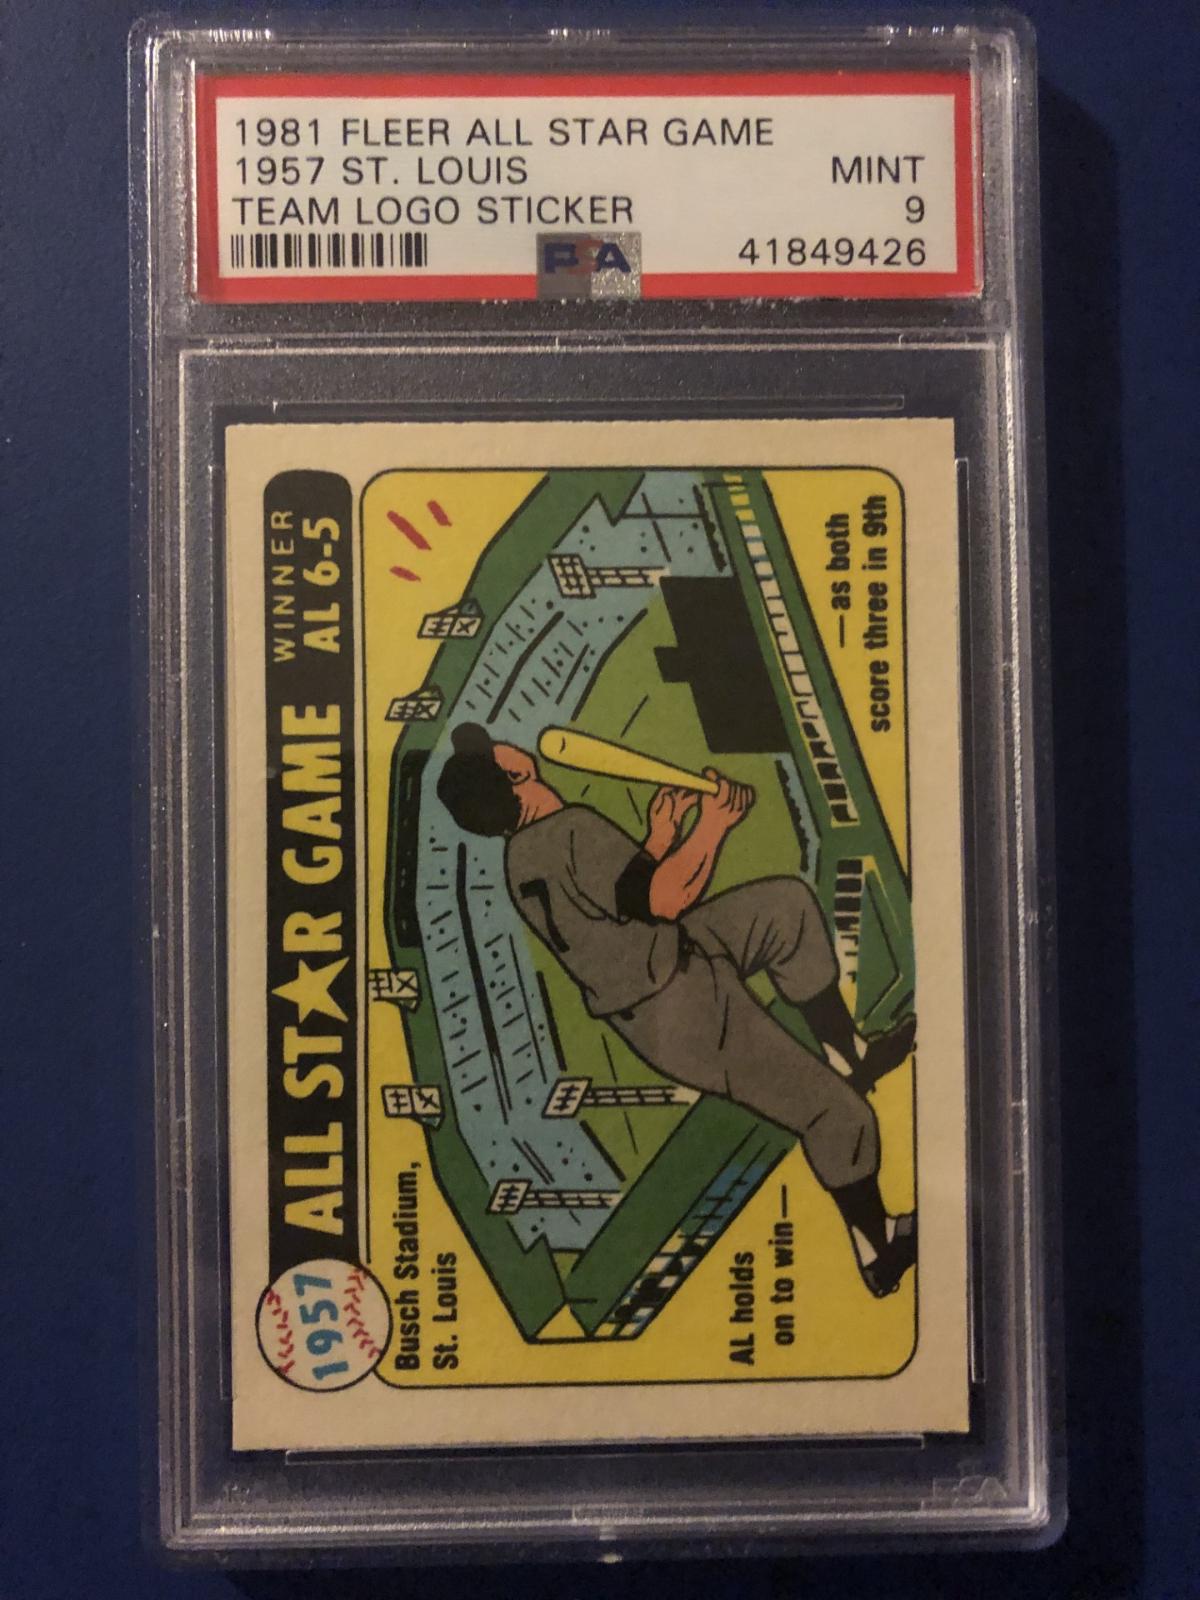 1981 FLEER ALL STAR GAME
1957 ST. LOUIS MINT
TEAM LOGO STICKER 9
PSA 41849426
1957 ALL ST★R GAME WINNER AL 6-5
Busch Stadium,
St. Louis
AL holds
on to win—
—as both
score three in 9th
7
PSA